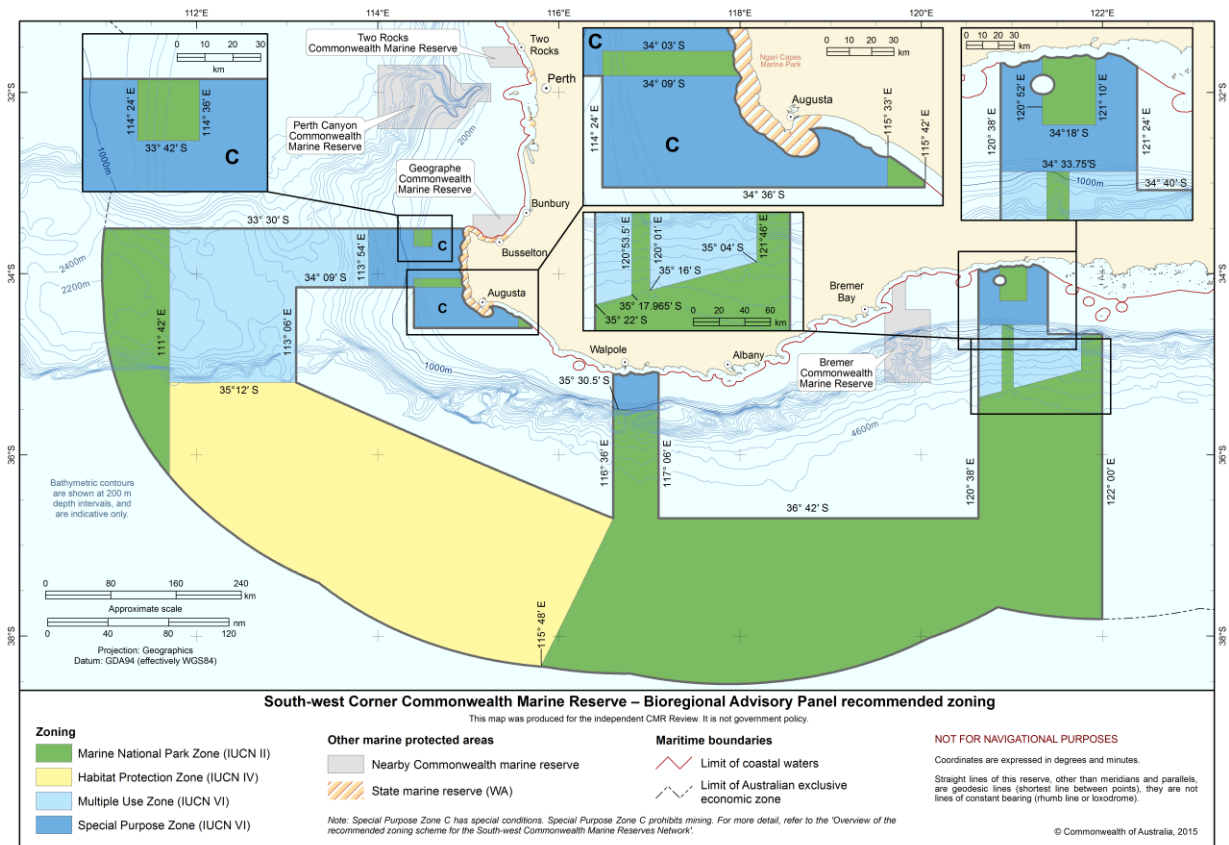 112°E
114°E
116°E
118°E
120°E
122°E
32°S
34°S
36°S
38°S
32°S
34°S
36°S
38°S
0 10 20 30
km
114° 24' E
114° 36' E
33° 42' S
C
1000m
Two Rocks
Commonwealth Marine Reserve
Two
Rocks
Perth
Perth Canyon
Commonwealth
Marine Reserve
200m
Geographe
Commonwealth
Marine Reserve
Bunbury
Busselton
Augusta
C
34° 03' S
34° 09' S
114° 24' E
C
34° 36' S
Ngari Capes
Marine Park
Augusta
115° 33' E
115° 42' E
0 10 20 30
km
0 10 20 30
km
120° 38' E
120° 52' E
121° 10' E
121° 24' E
34°18' S
34° 33.75'S
1000m
34° 40' S
120°53.5' E
120° 01' E
121°46' E
35° 04' S
35° 16' S
35° 17.965' S
35° 22' S
0 20 40 60
km
33° 30' S
113° 54' E
34° 09' S
C
C
2400m
2200m
111° 42' E
113° 06' E
35°12' S
Augusta
1000m
Walpole
Albany
35° 30.5' S
Bremer
Bay
Bremer
Commonwealth
Marine Reserve
4600m
116° 36' E
117° 06' E
120° 38' E
122° 00' E
36° 42' S
115° 48' E
Bathymetric contours
are shown at 200 m
depth intervals, and
are indicative only.
0 80 160 240
km
Approximate scale
nm
0 40 80 120
Projection: Geographics
Datum: GDA94 (effectively WGS84)
South-west Corner Commonwealth Marine Reserve – Bioregional Advisory Panel recommended zoning
This map was produced for the independent CMR Review. It is not government policy.
Zoning
Marine National Park Zone (IUCN II)
Habitat Protection Zone (IUCN IV)
Multiple Use Zone (IUCN VI)
Special Purpose Zone (IUCN VI)
Other marine protected areas
Nearby Commonwealth marine reserve
State marine reserve (WA)
Note: Special Purpose Zone C has special conditions. Special Purpose Zone C prohibits mining. For more detail, refer to the 'Overview of the
recommended zoning scheme for the South-west Commonwealth Marine Reserves Network'.
Maritime boundaries
Limit of coastal waters
Limit of Australian exclusive
economic zone
NOT FOR NAVIGATIONAL PURPOSES
Coordinates are expressed in degrees and minutes.
Straight lines of this reserve, other than meridians and parallels,
are geodesic lines (shortest line between points), they are not
lines of constant bearing (rhumb line or loxodrome).
© Commonwealth of Australia, 2015